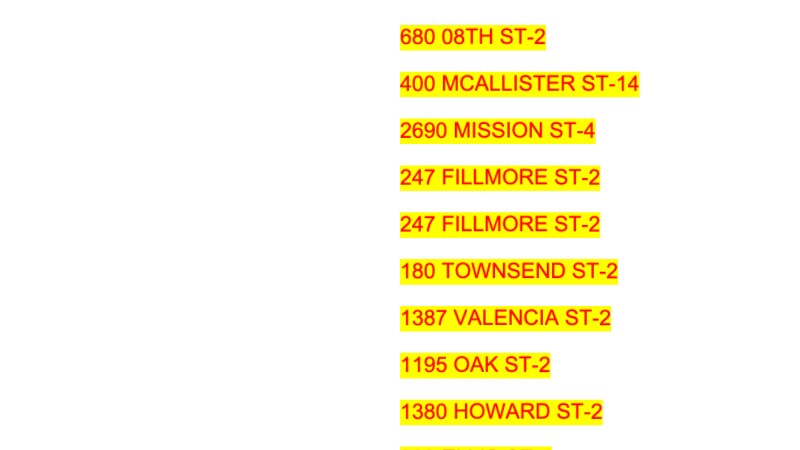 680 08TH ST-2
400 MCALLISTER ST-14
2690 MISSION ST-4
247 FILLMORE ST-2
247 FILLMORE ST-2
180 TOWNSEND ST-2
1387 VALENCIA ST-2
1195 OAK ST-2
1380 HOWARD ST-2